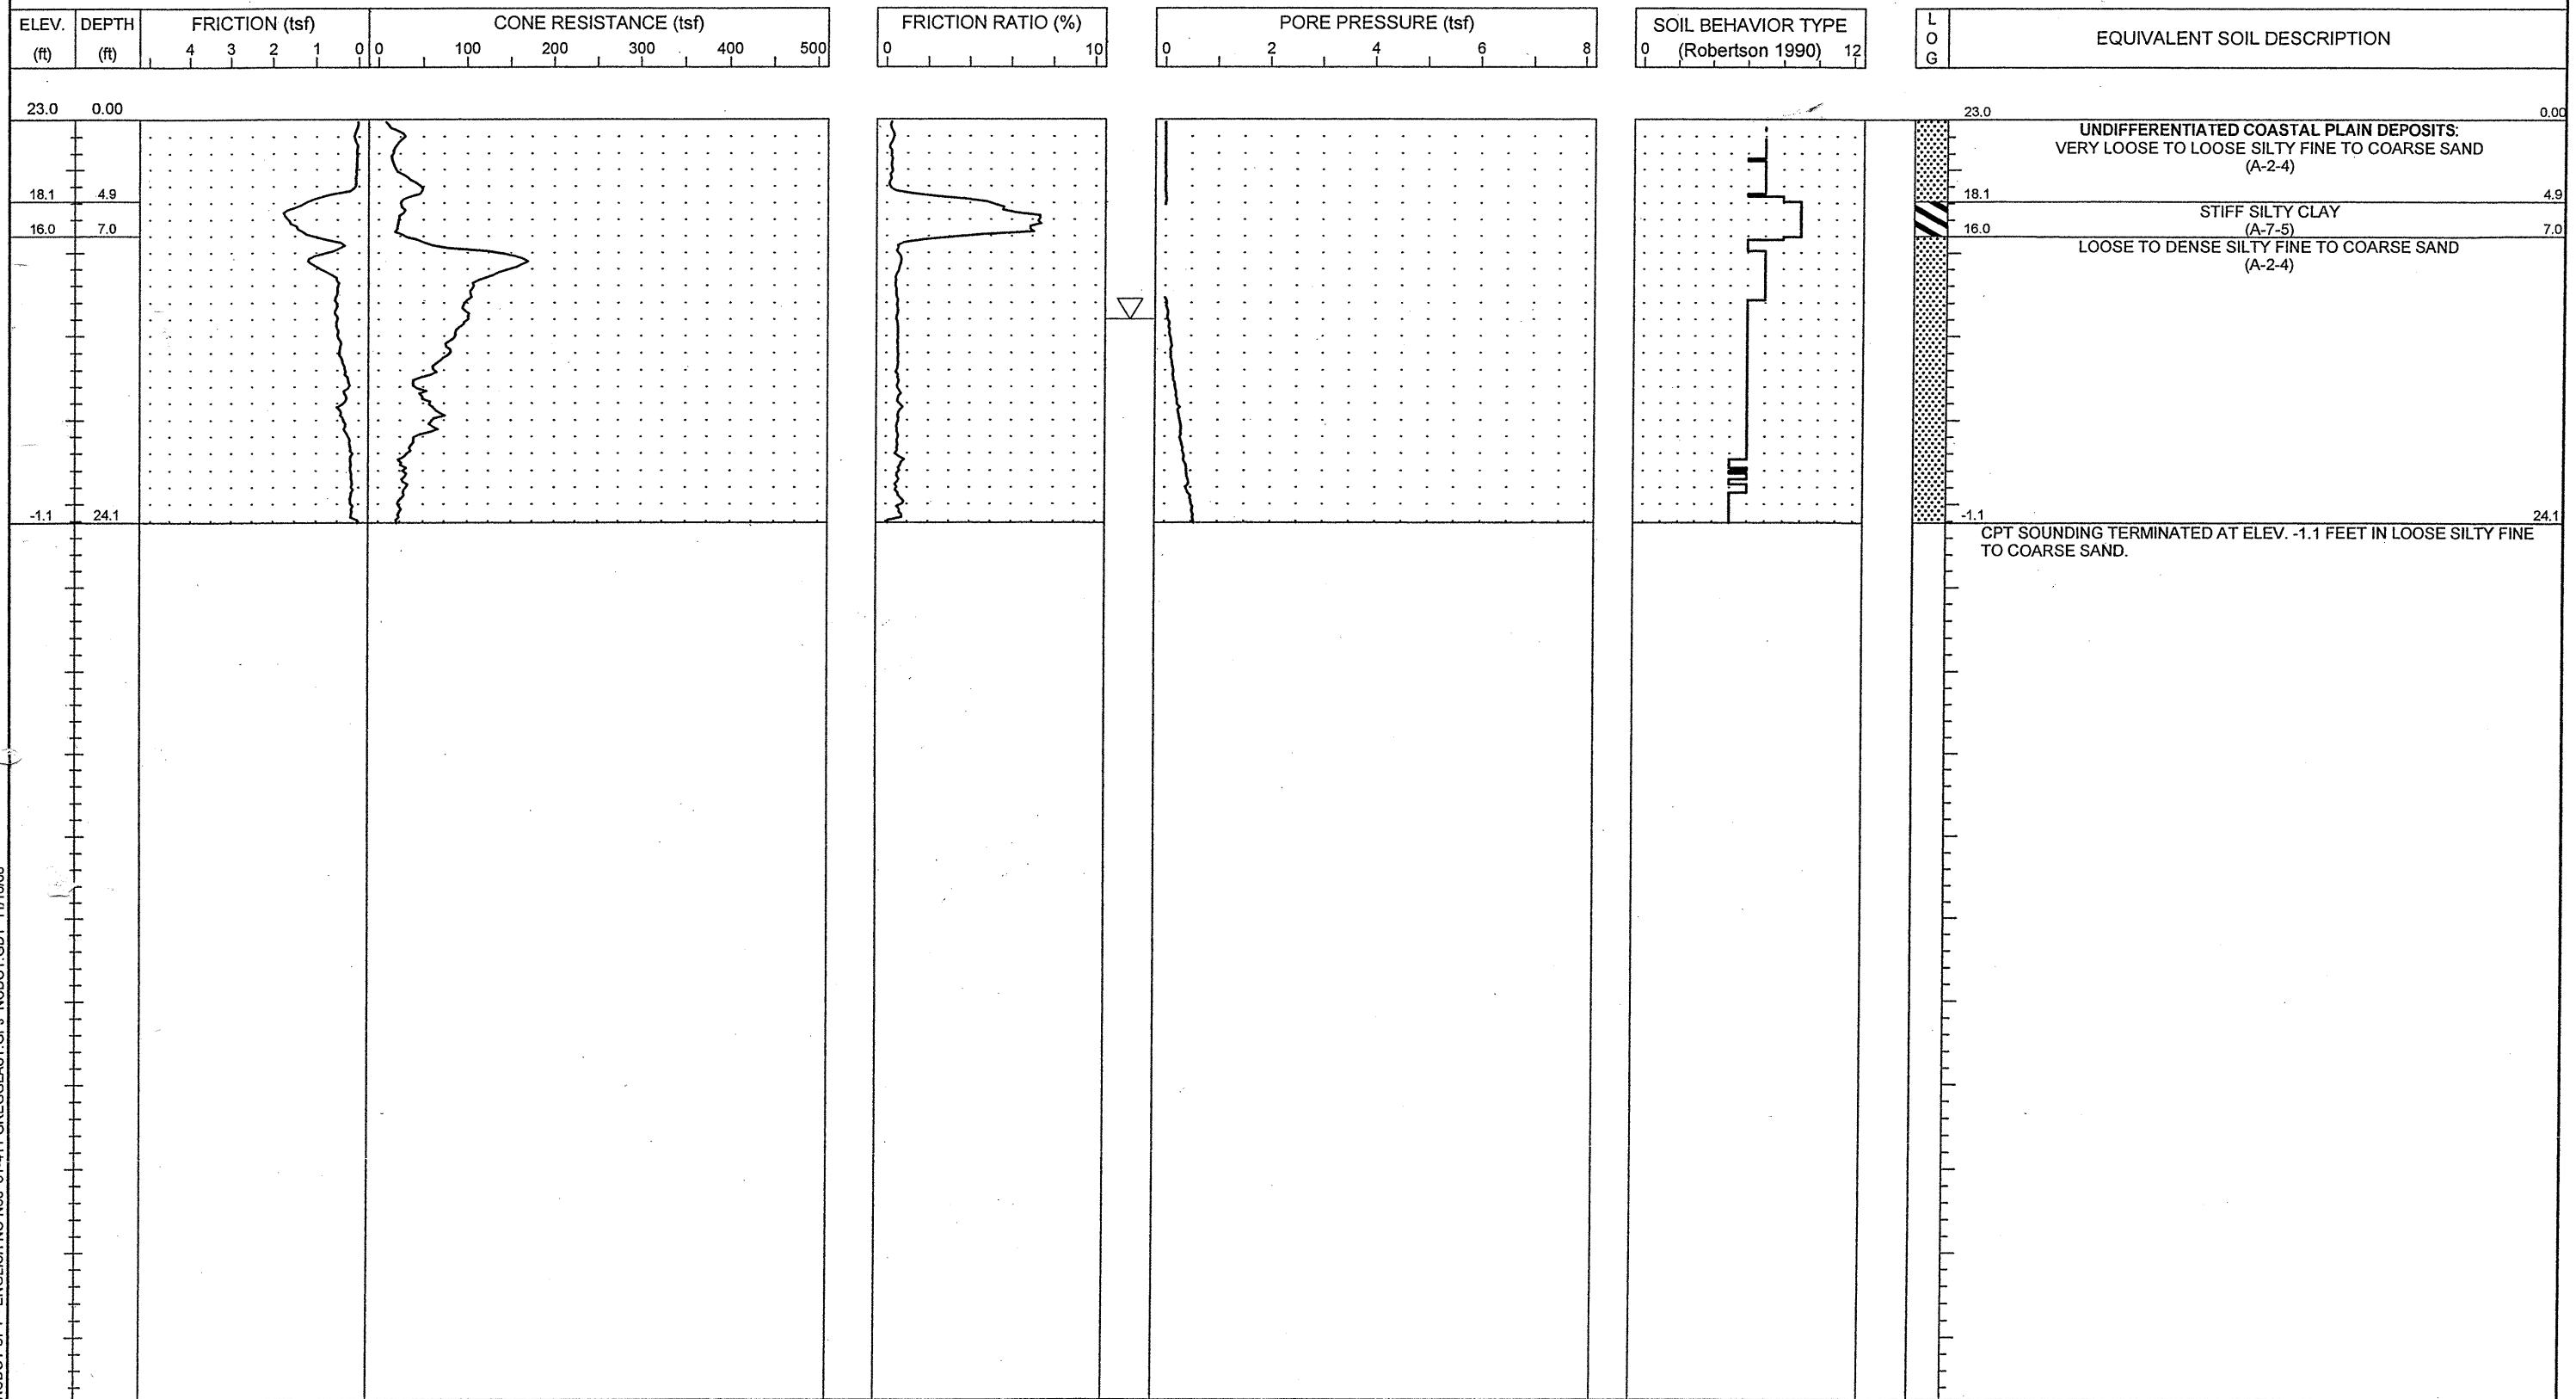 ELEV. (ft)
DEPTH (ft)
FRICTION (tsf)
4 3 2 1 0
CONE RESISTANCE (tsf)
0 100 200 300 400 500
FRICTION RATIO (%)
0 10
PORE PRESSURE (tsf)
0 2 4 6 8
SOIL BEHAVIOR TYPE
(Robertson 1990)
0 12
LOG
EQUIVALENT SOIL DESCRIPTION
23.0 0.00
18.1 4.9
16.0 7.0
-1.1 24.1
23.0 0.00
UNDIFFERENTIATED COASTAL PLAIN DEPOSITS:
VERY LOOSE TO LOOSE SILTY FINE TO COARSE SAND
(A-2-4)
18.1 4.9
STIFF SILTY CLAY
(A-7-5)
16.0 7.0
LOOSE TO DENSE SILTY FINE TO COARSE SAND
(A-2-4)
-1.1 24.1
CPT SOUNDING TERMINATED AT ELEV. -1.1 FEET IN LOOSE SILTY FINE
TO COARSE SAND.